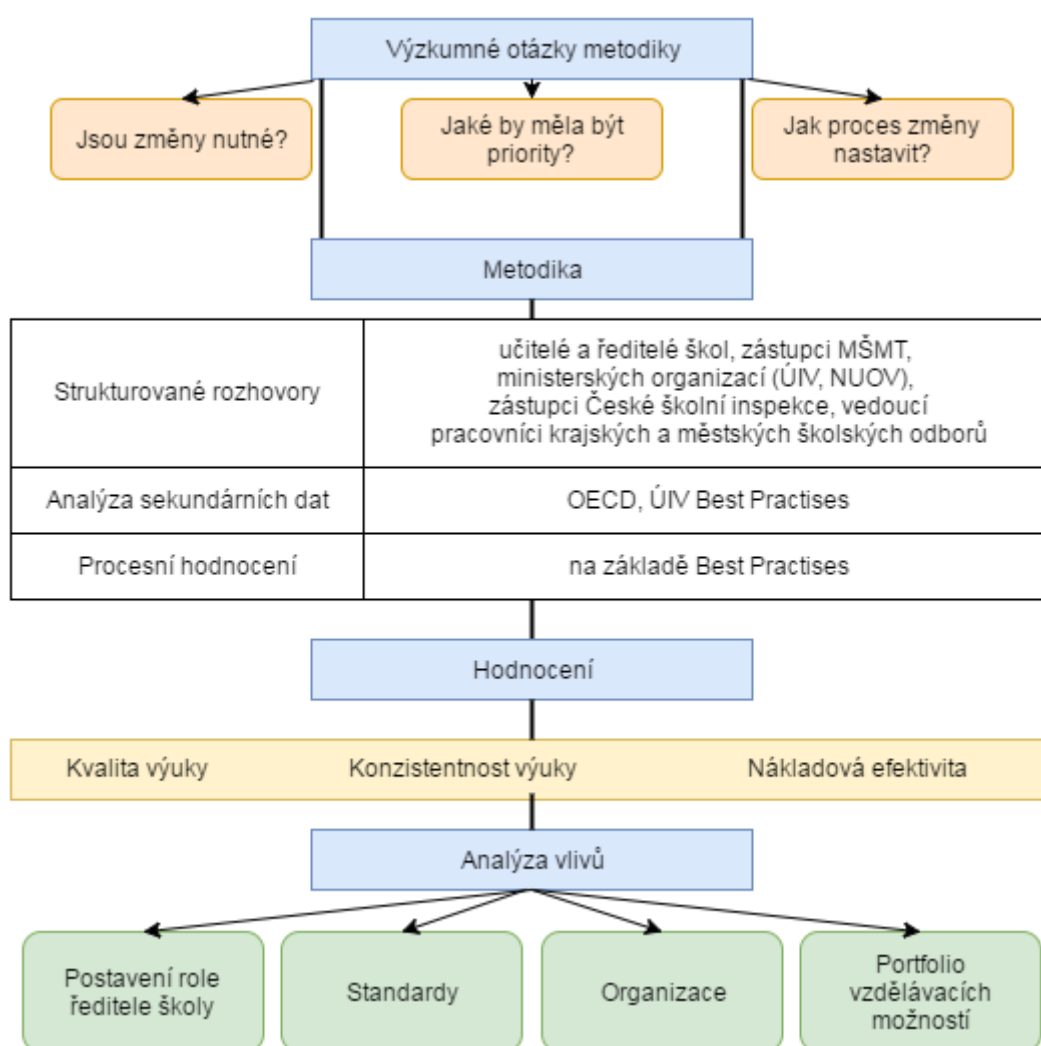 Výzkumné otázky metodiky
Jsou změny nutné?
Jaké by měla být
priority?
Jak proces změny
nastavit?
Metodika
Strukturované rozhovory
učitelé a ředitelé škol, zástupci MŠMT,
ministerských organizací (ÚIV, NUOV),
zástupci České školní inspekce, vedoucí
pracovníci krajských a městských školských odborů
Analýza sekundárních dat
OECD, ÚIV Best Practises
Procesní hodnocení
na základě Best Practises
Hodnocení
Kvalita výuky
Konzistentnost výuky
Nákladová efektivita
Analýza vlivů
Postavení role
ředitele školy
Standardy
Organizace
Portfolio
vzdělávacích
možností